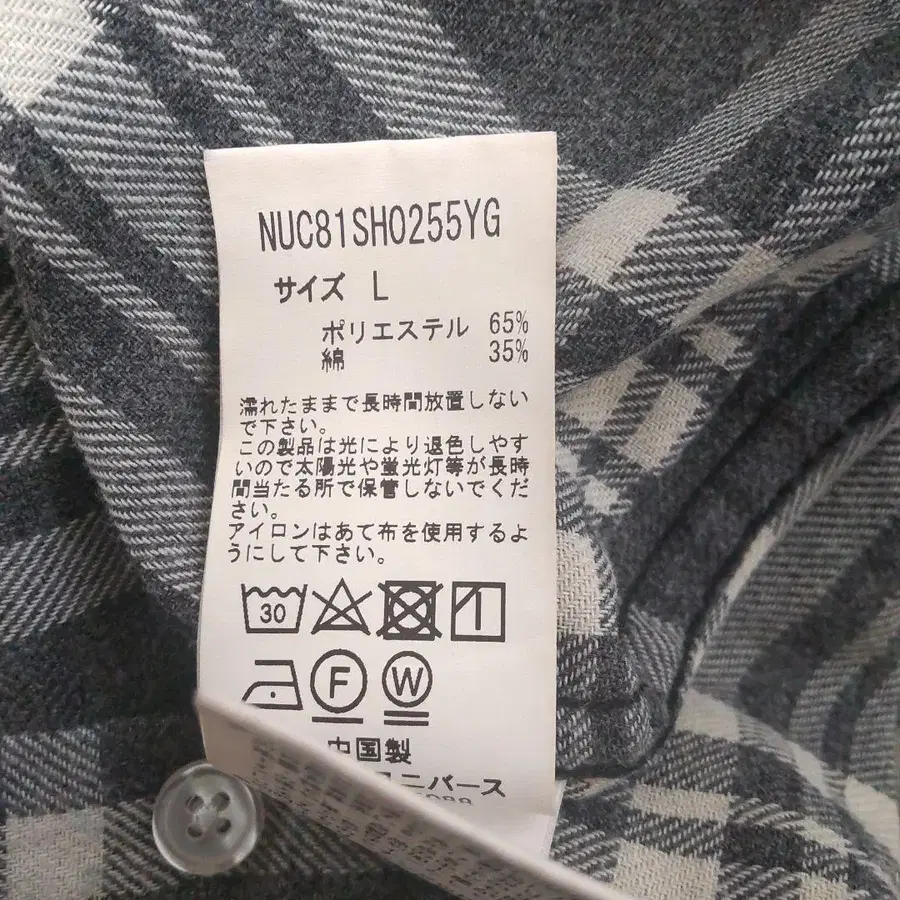 NUC81SH0255YG
サイズ L
ポリエステル 65%
綿 35%
濡れたままで長時間放置しない
で下さい。
この製品は光により退色しやす
いので太陽光や蛍光灯等が長時
間当たる所で保管しないでくだ
さい。
アイロンはあて布を使用するよ
うにして下さい。
30
F
W
中国製
ユニバース